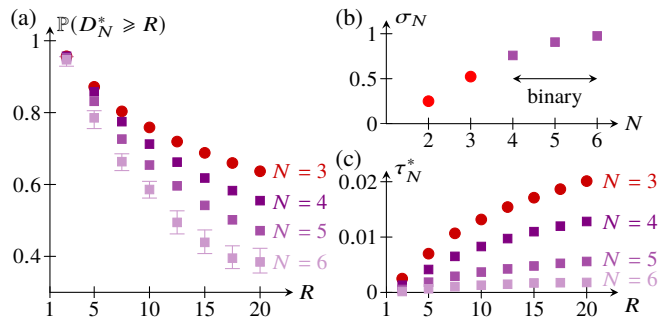 (a)
ℙ(D*_N ⩾ R)
1
0.8
0.6
0.4
N = 3
N = 4
N = 5
N = 6
1 5 10 15 20 R
(b)
σ_N
1
0.5
0
binary
2 3 4 5 6 N
(c)
τ*_N
0.02
0.01
0
N = 3
N = 4
N = 5
N = 6
1 5 10 15 20 R